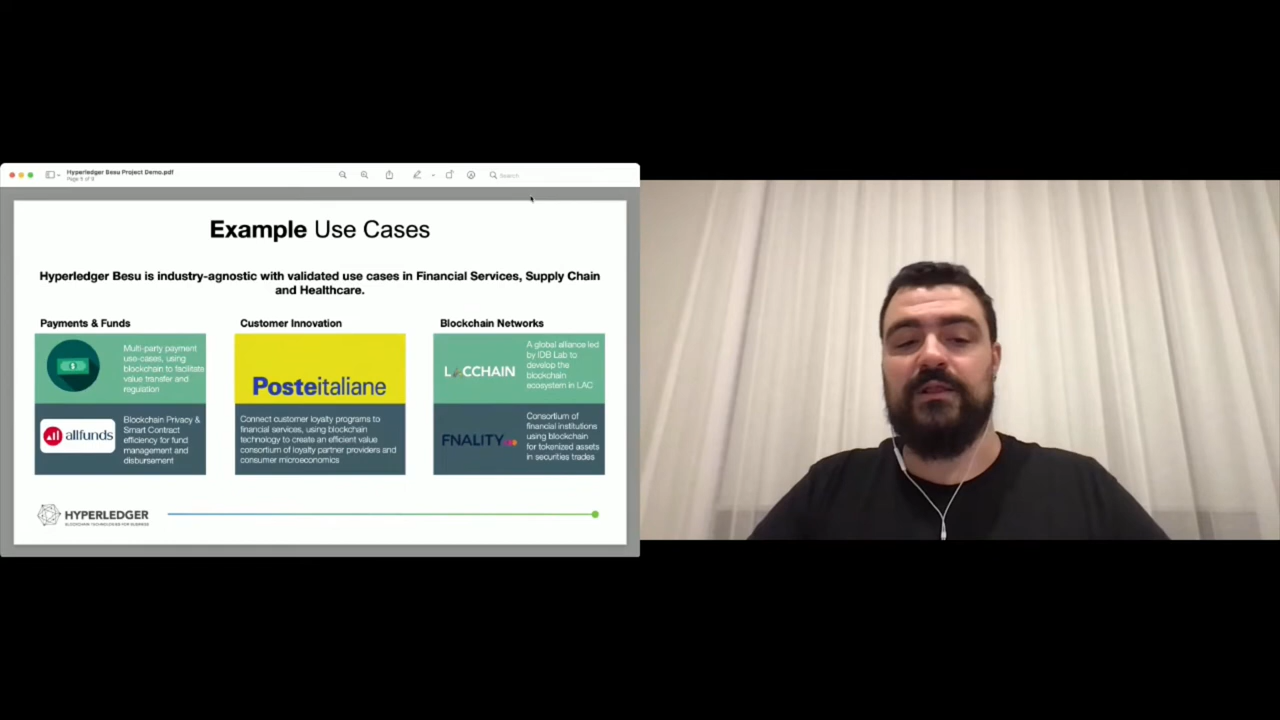 Hyperledger Besu Project Demo.pdf
Search
Example Use Cases
Hyperledger Besu is industry-agnostic with validated use cases in Financial Services, Supply Chain
and Healthcare.
Payments & Funds
Multi-party payment
use-cases, using
blockchain to facilitate
value transfer and
regulation
allfunds
Blockchain Privacy &
Smart Contract
efficiency for fund
management and
disbursement
Customer Innovation
Posteitaliane
Connect customer loyalty programs to
financial services, using blockchain
technology to create an efficient value
consortium of loyalty partner providers and
consumer microeconomics
Blockchain Networks
LACCHAIN
A global alliance led
by IDB Lab to
develop the
blockchain
ecosystem in LAC
FNALITY
Consortium of
financial institutions
using blockchain
for tokenized assets
in securities trades
HYPERLEDGER
BLOCKCHAIN TECHNOLOGIES FOR BUSINESS